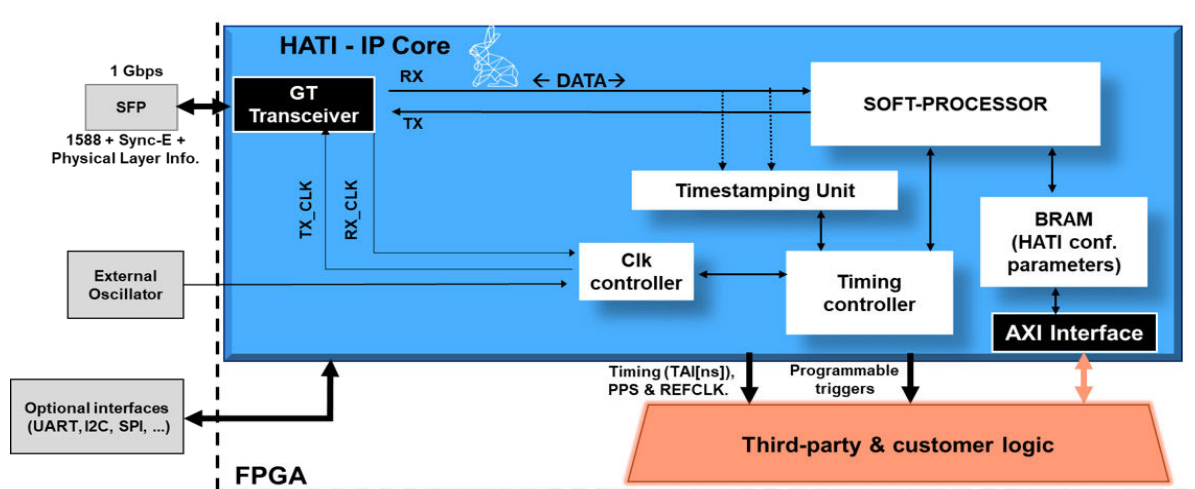 HATI - IP Core
1 Gbps
SFP
1588 + Sync-E +
Physical Layer Info.
GT
Transceiver
RX
← DATA→
TX
SOFT-PROCESSOR
TX_CLK
RX_CLK
Timestamping Unit
BRAM
(HATI conf.
parameters)
External
Oscillator
Clk
controller
Timing
controller
AXI Interface
Timing (TAI[ns]),
PPS & REFCLK.
Programmable
triggers
Optional interfaces
(UART, I2C, SPI, ...)
Third-party & customer logic
FPGA